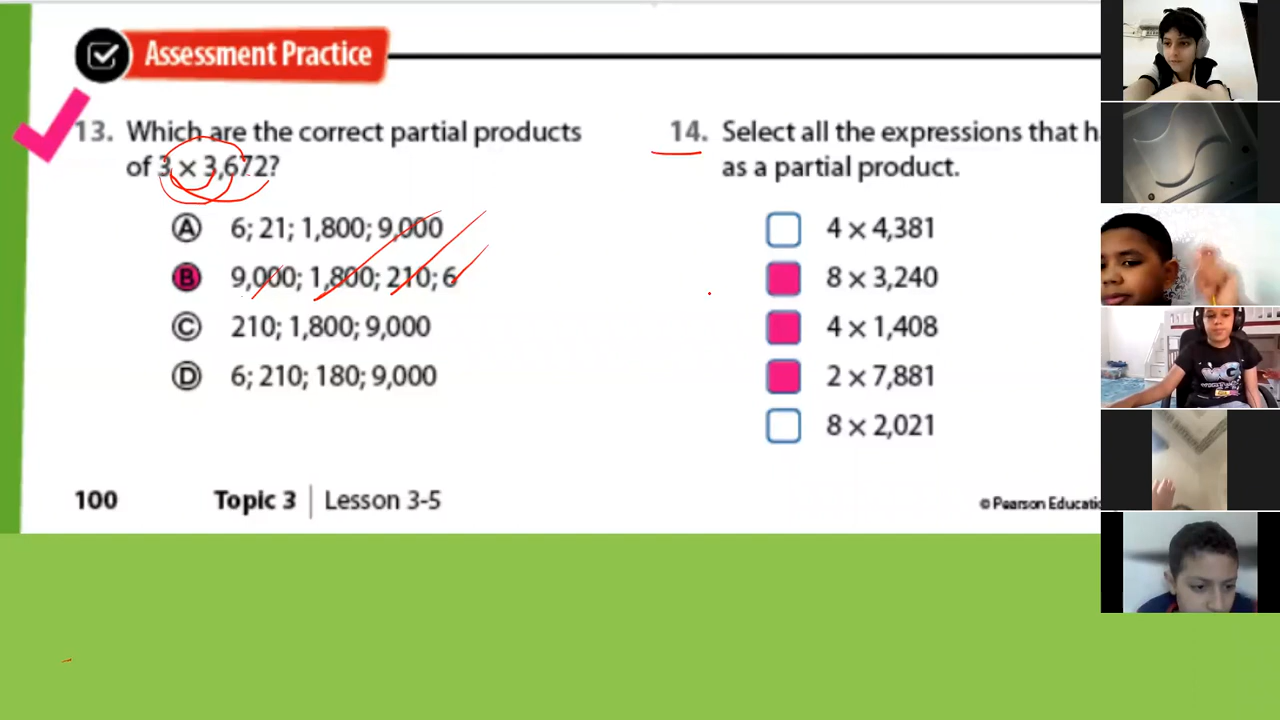 Assessment Practice
13. Which are the correct partial products
of 3 × 3,672?
A 6; 21; 1,800; 9,000
B 9,000; 1,800; 210; 6
C 210; 1,800; 9,000
D 6; 210; 180; 9,000
14. Select all the expressions that h
as a partial product.
4 × 4,381
8 × 3,240
4 × 1,408
2 × 7,881
8 × 2,021
100 Topic 3 | Lesson 3-5
© Pearson Educati